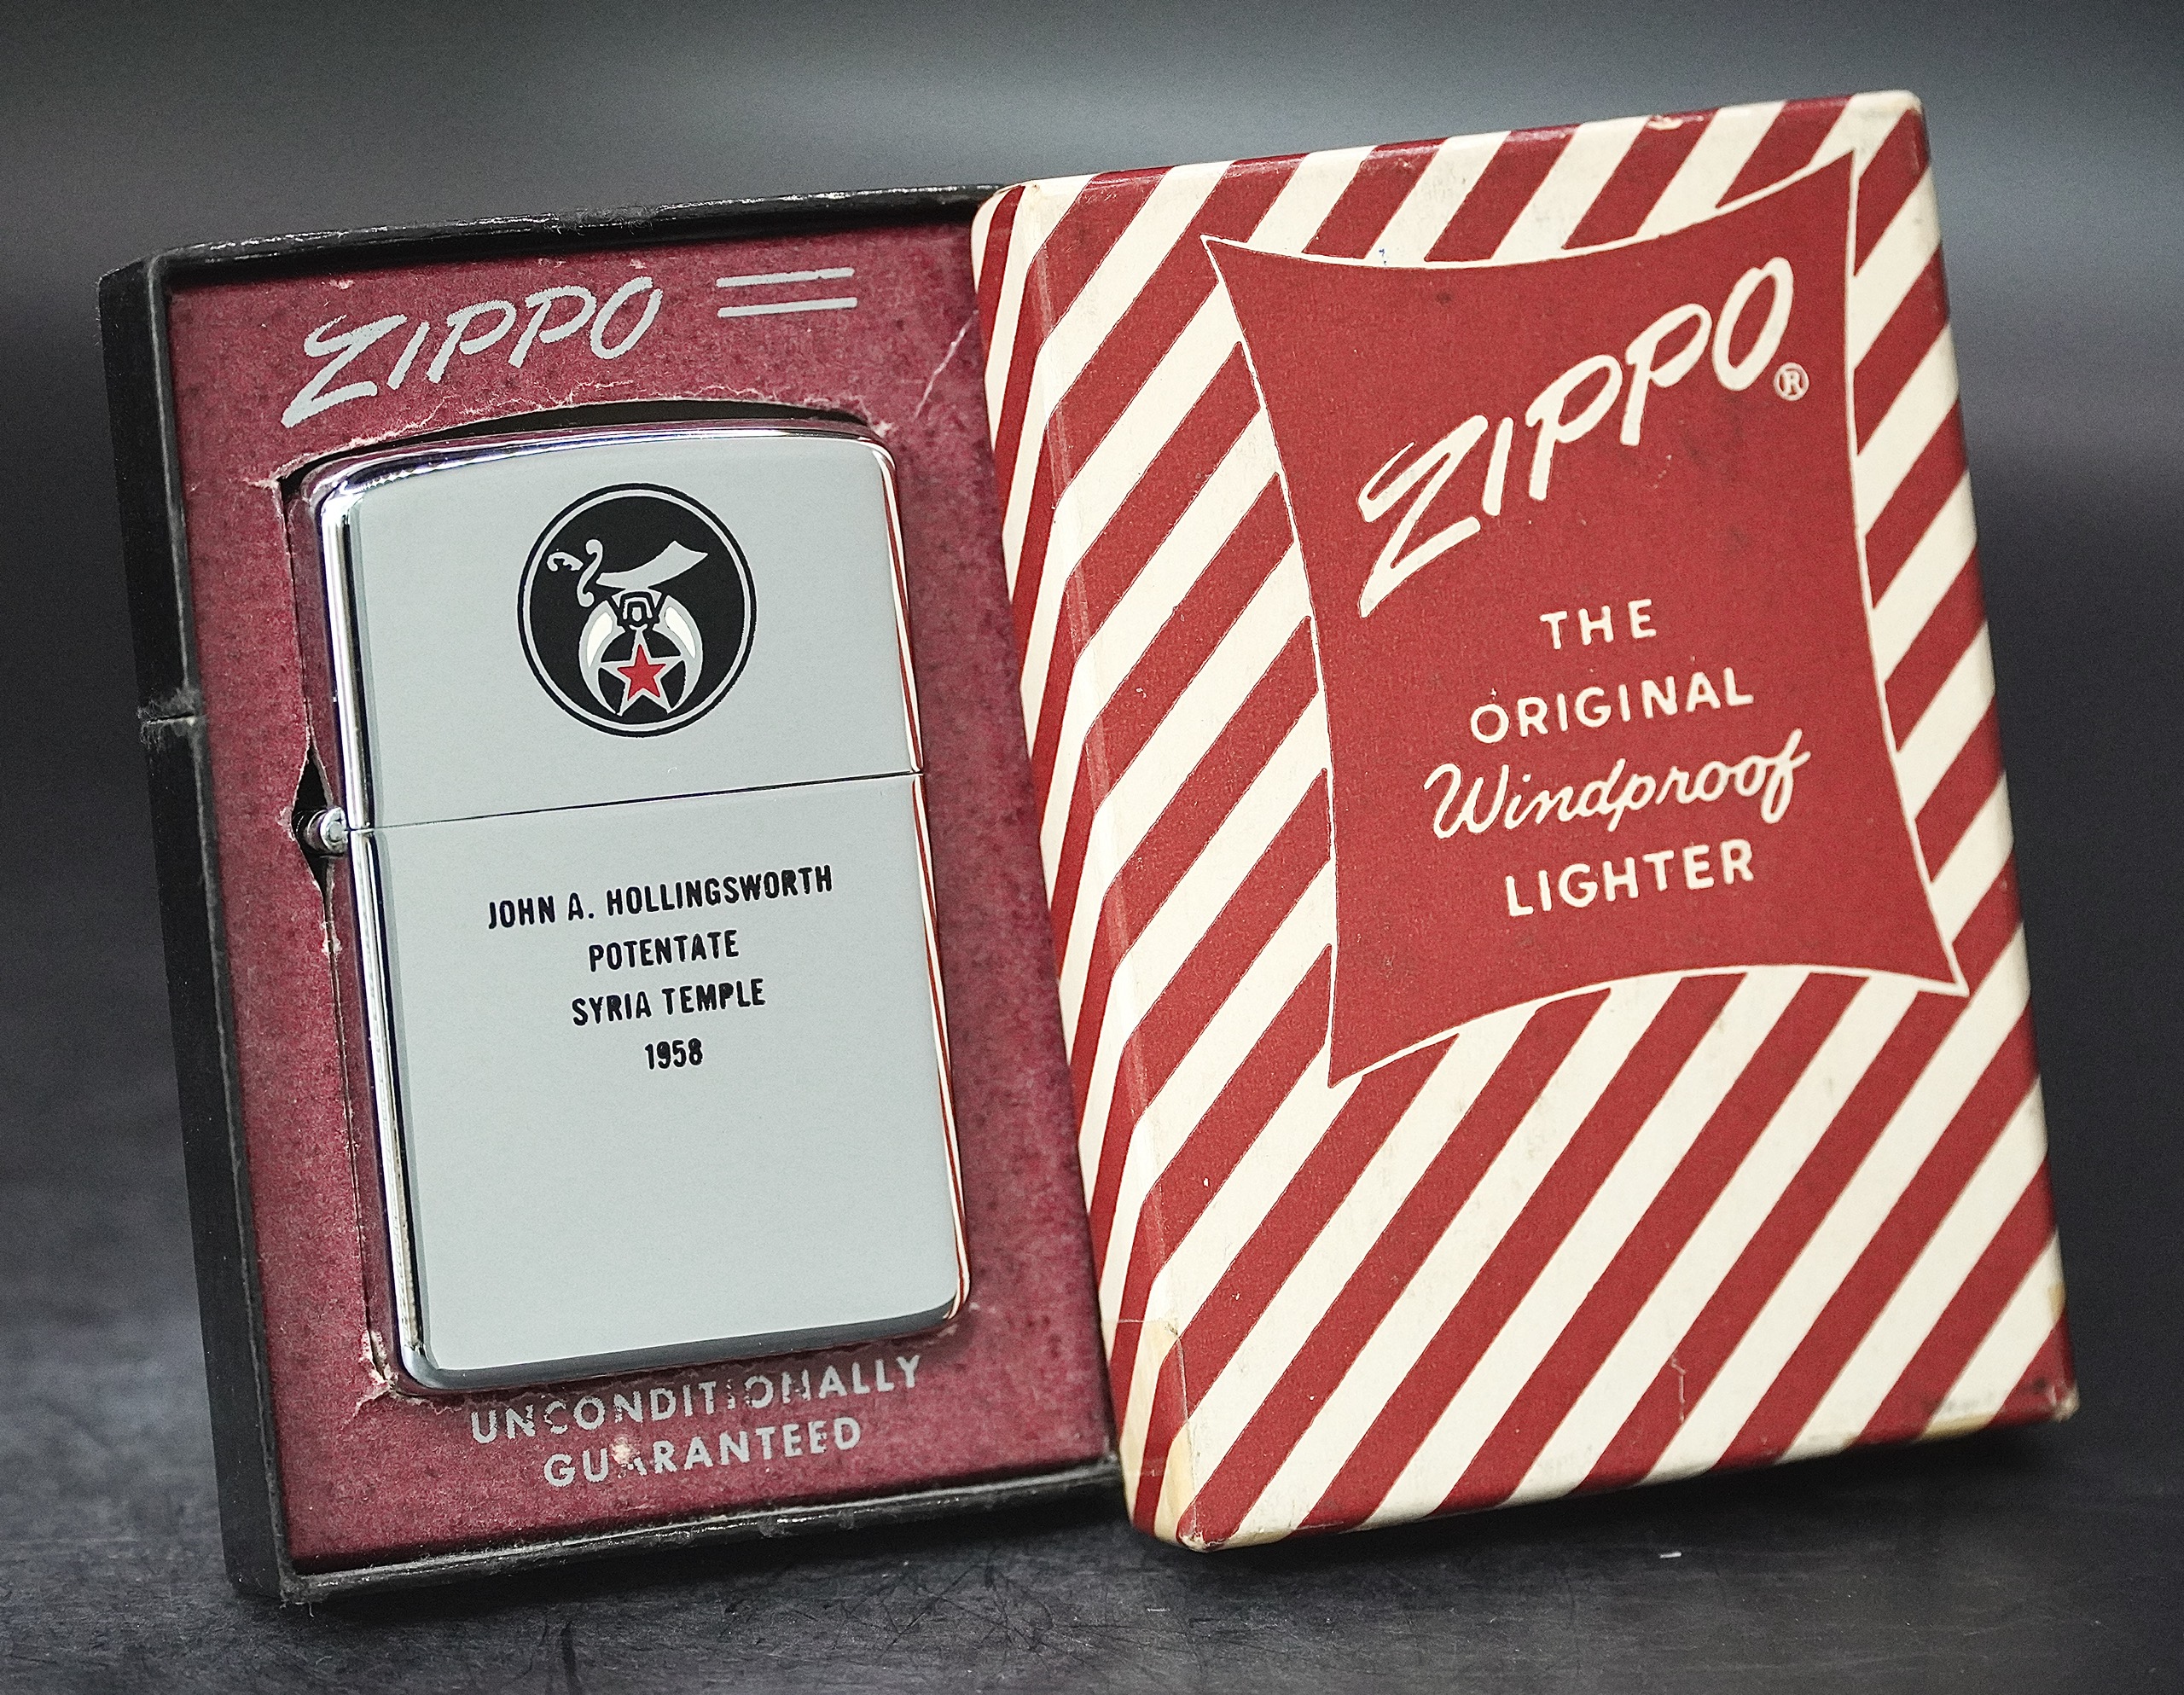 ZIPPO
JOHN A. HOLLINGSWORTH
POTENTATE
SYRIA TEMPLE
1958
UNCONDITIONALLY
GUARANTEED
ZIPPO®
THE
ORIGINAL
Windproof
LIGHTER